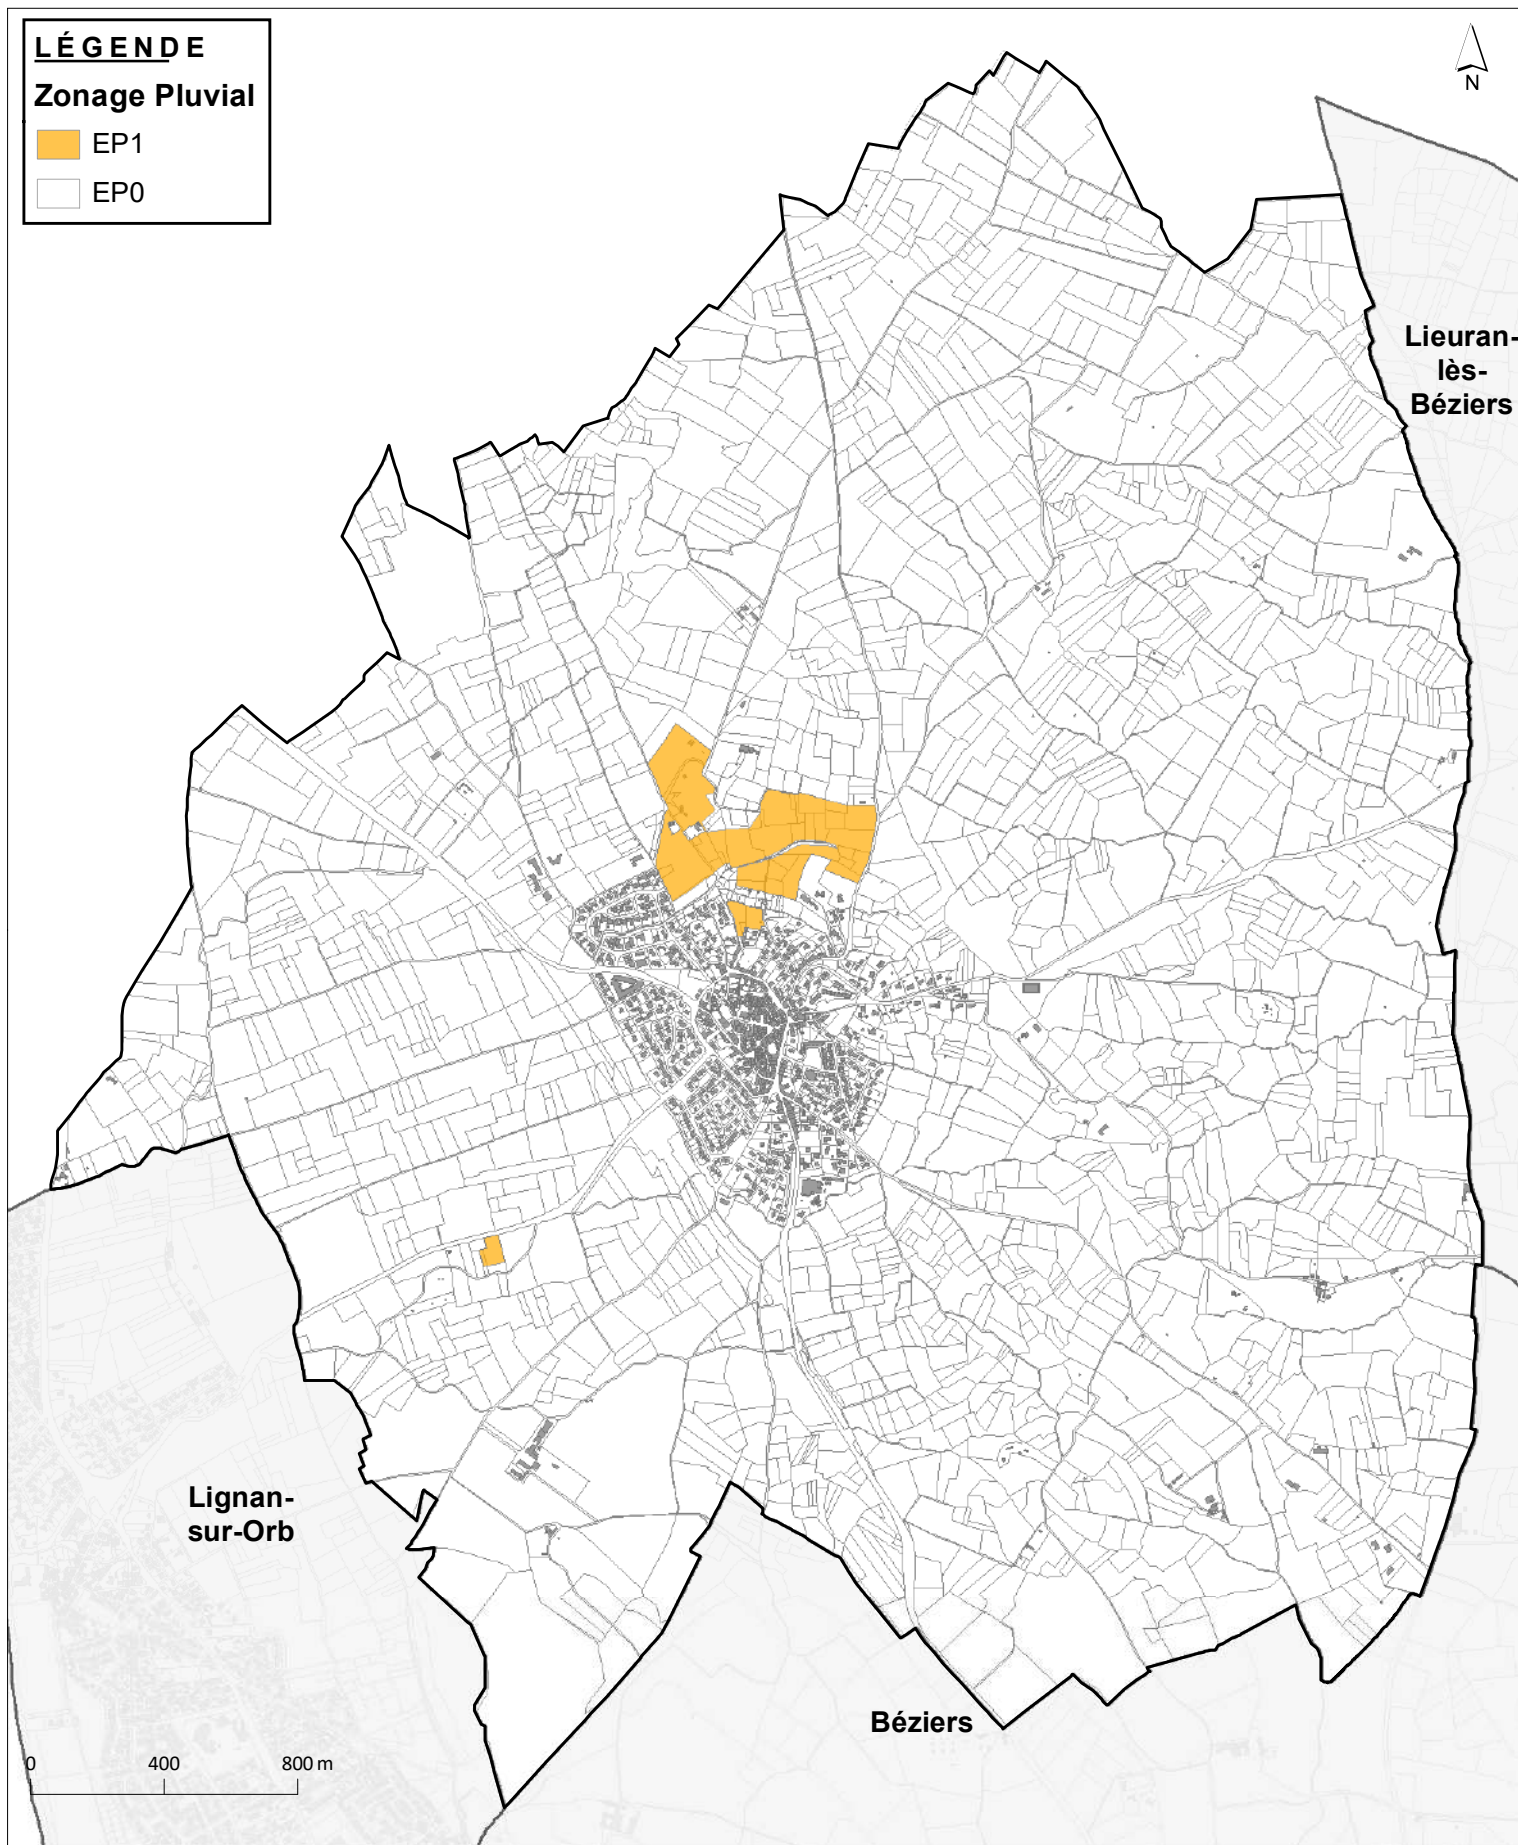 LÉGENDE
Zonage Pluvial
EP1
EP0
N
Lieuran-
lès-
Béziers
Lignan-
sur-Orb
Béziers
0 400 800 m